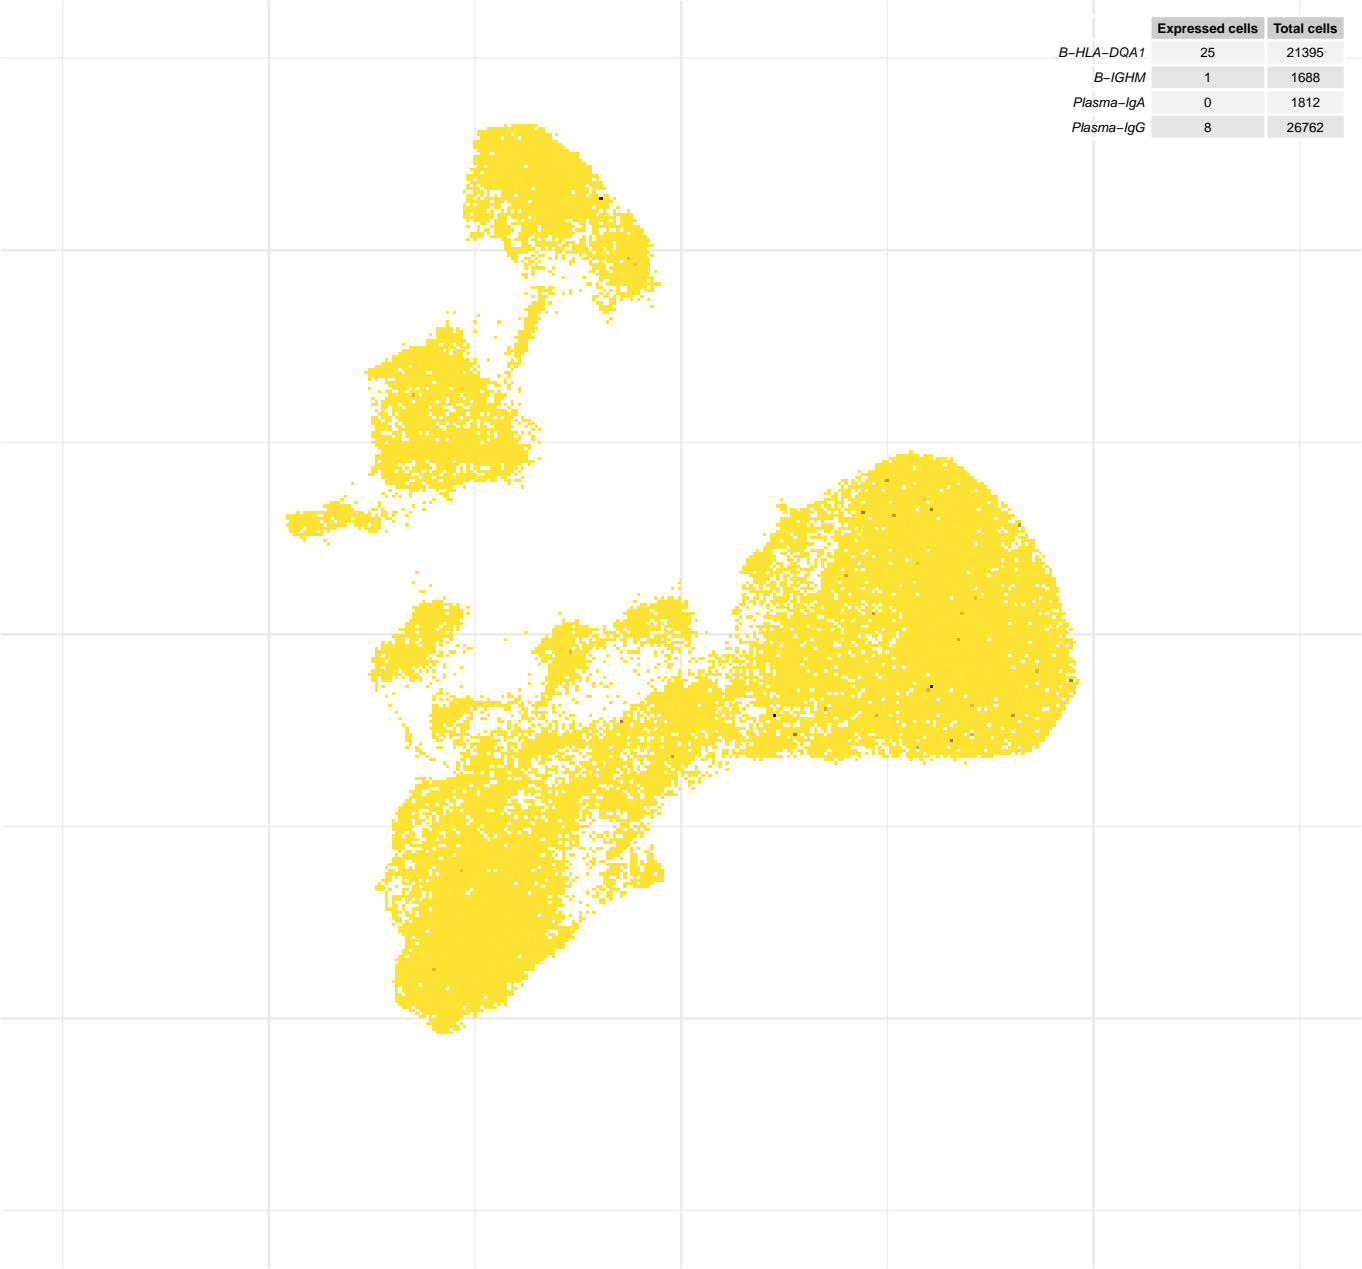 Expressed cells Total cells
B−HLA−DQA1 25 21395
B−IGHM 1 1688
Plasma−IgA 0 1812
Plasma−IgG 8 26762